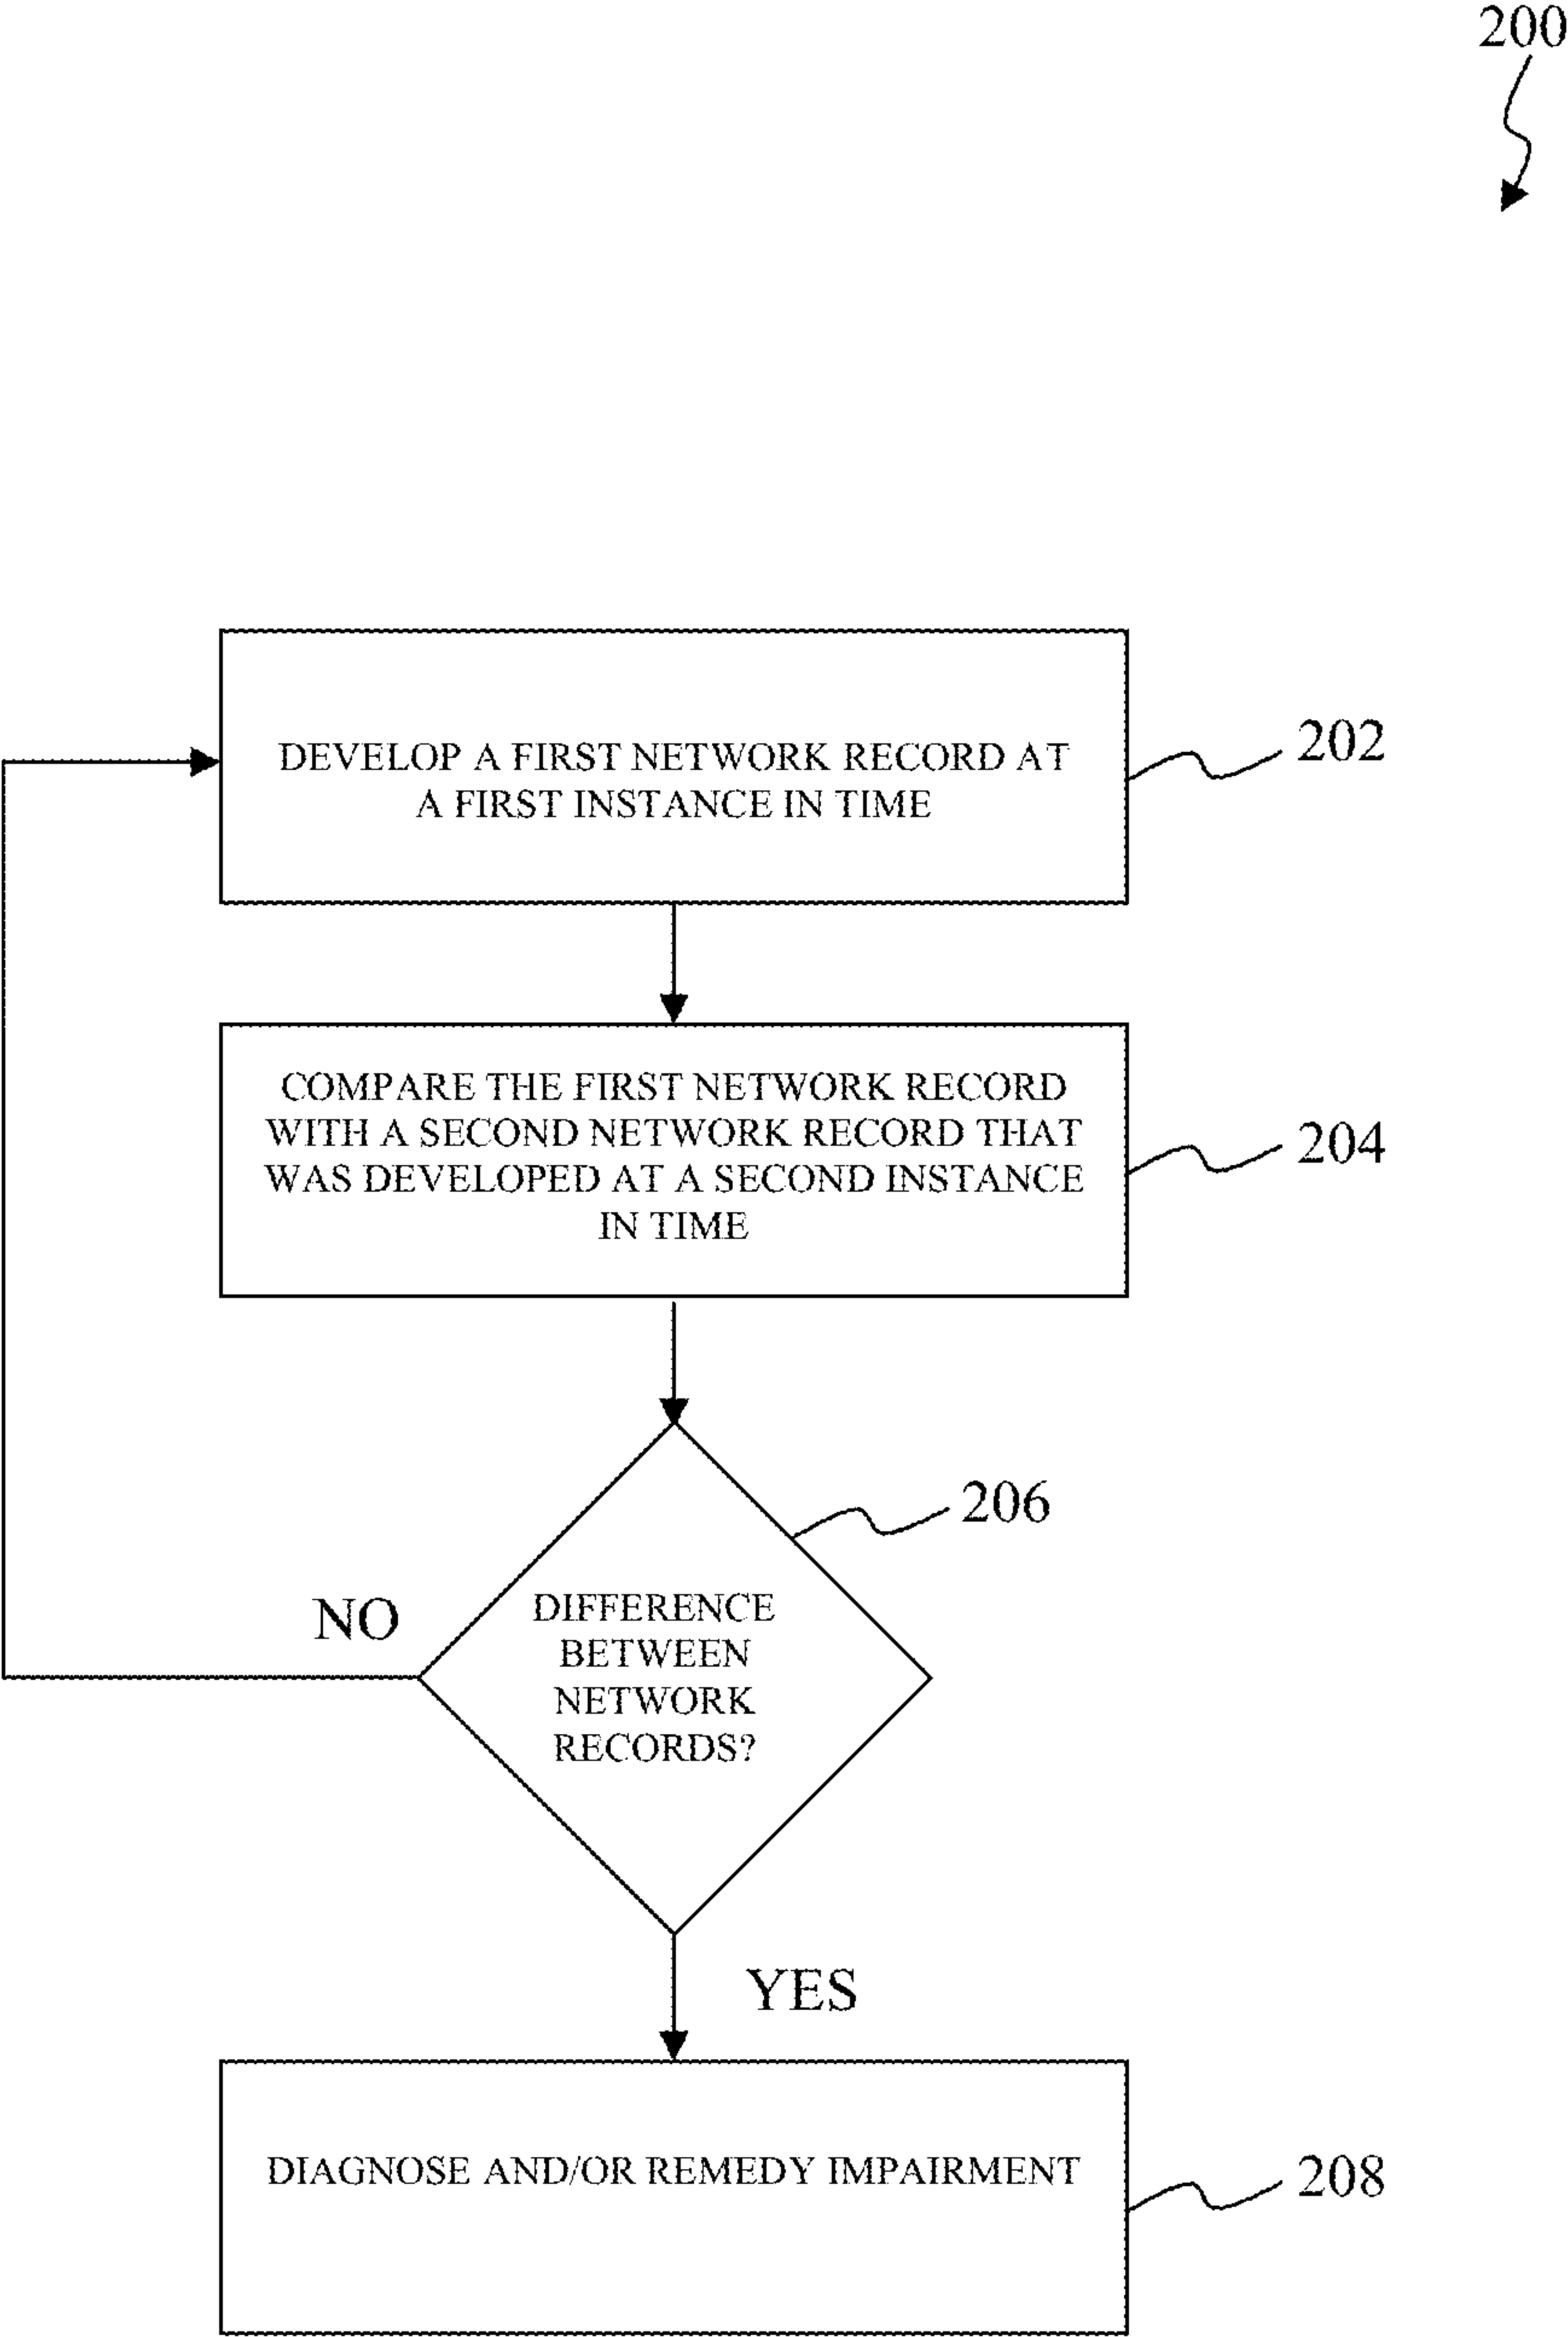 200
DEVELOP A FIRST NETWORK RECORD AT
A FIRST INSTANCE IN TIME
202
COMPARE THE FIRST NETWORK RECORD
WITH A SECOND NETWORK RECORD THAT
WAS DEVELOPED AT A SECOND INSTANCE
IN TIME
204
206
DIFFERENCE
BETWEEN
NETWORK
RECORDS?
NO
YES
DIAGNOSE AND/OR REMEDY IMPAIRMENT
208